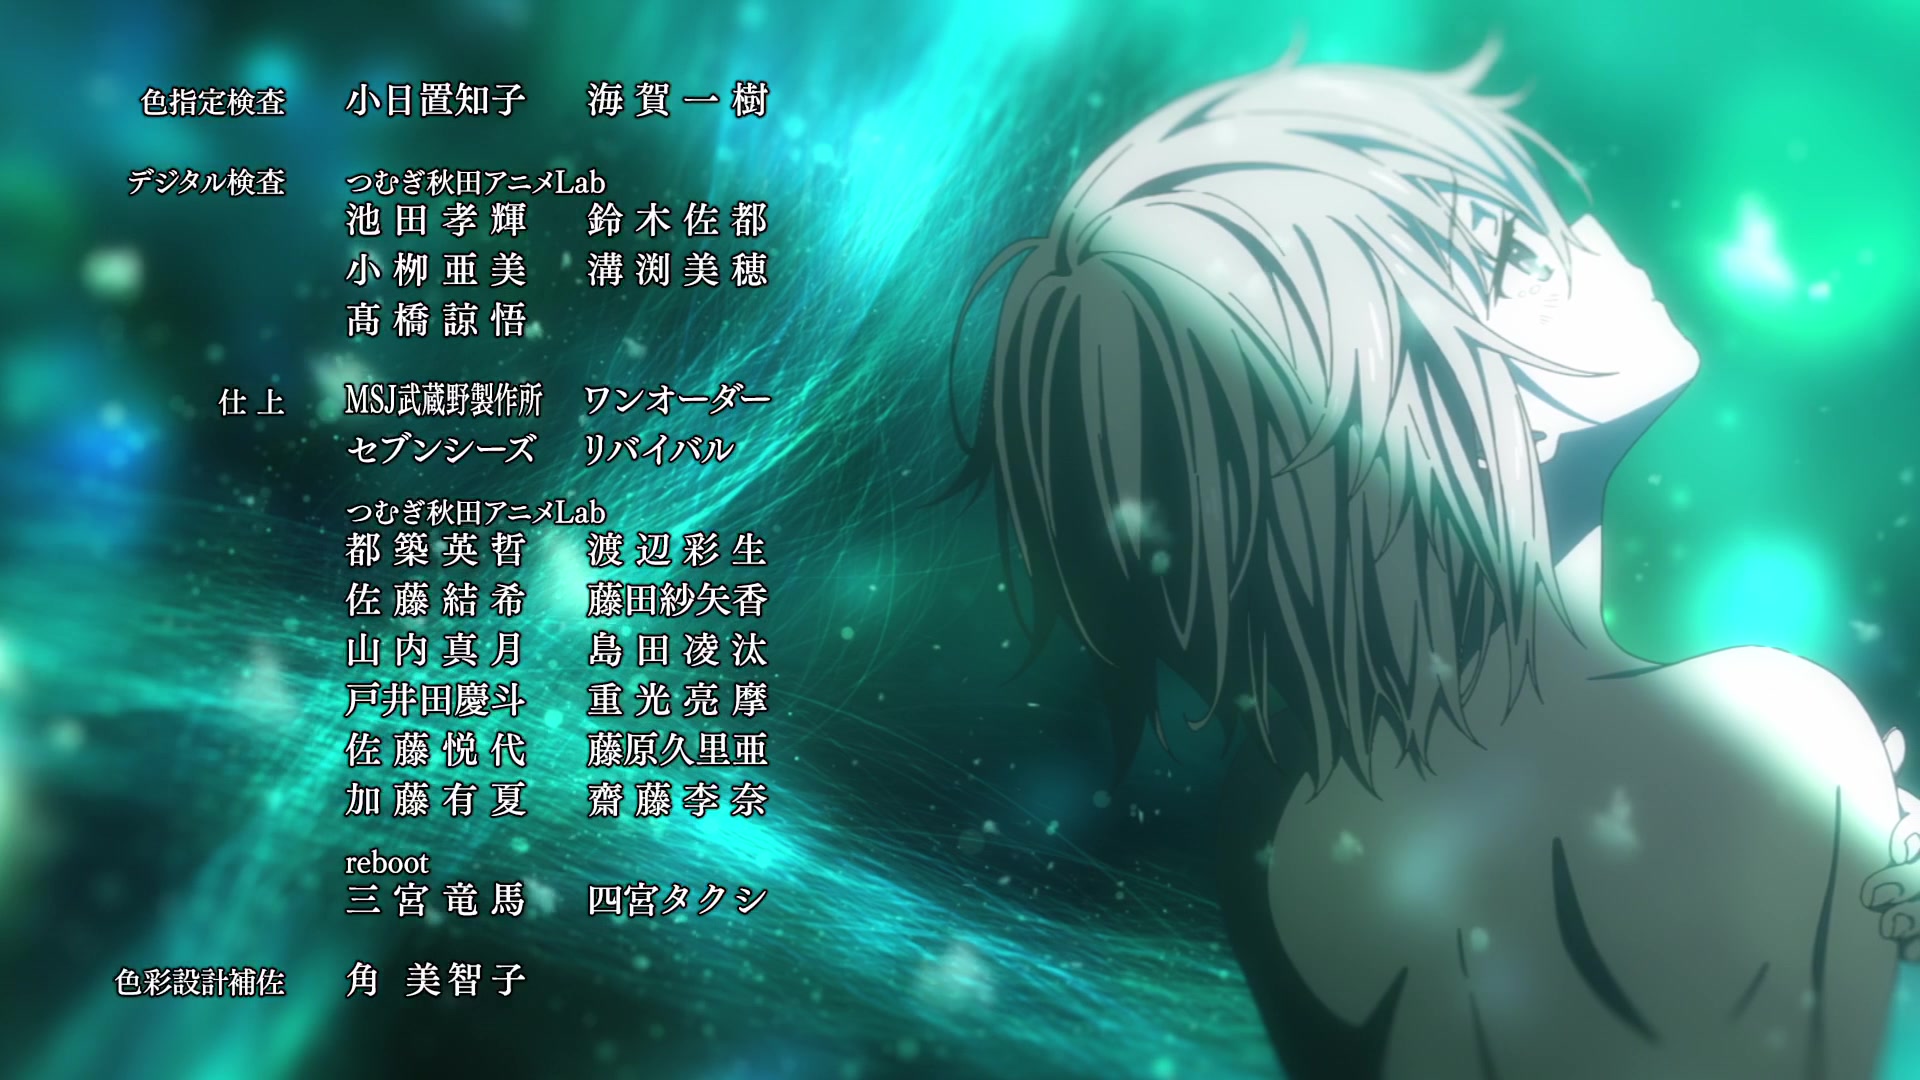 色指定検査 小日置知子 海賀一樹
デジタル検査 つむぎ秋田アニメLab
池田孝輝 鈴木佐都
小栁亜美 溝渕美穂
髙橋諒悟
仕上 MSJ武蔵野製作所 ワンオーダー
セブンシーズ リバイバル
つむぎ秋田アニメLab
都築英哲 渡辺彩生
佐藤結希 藤田紗矢香
山内真月 島田凌汰
戸井田慶斗 重光亮摩
佐藤悦代 藤原久里亜
加藤有夏 齋藤李奈
reboot
三宮竜馬 四宮タクシ
色彩設計補佐 角 美智子